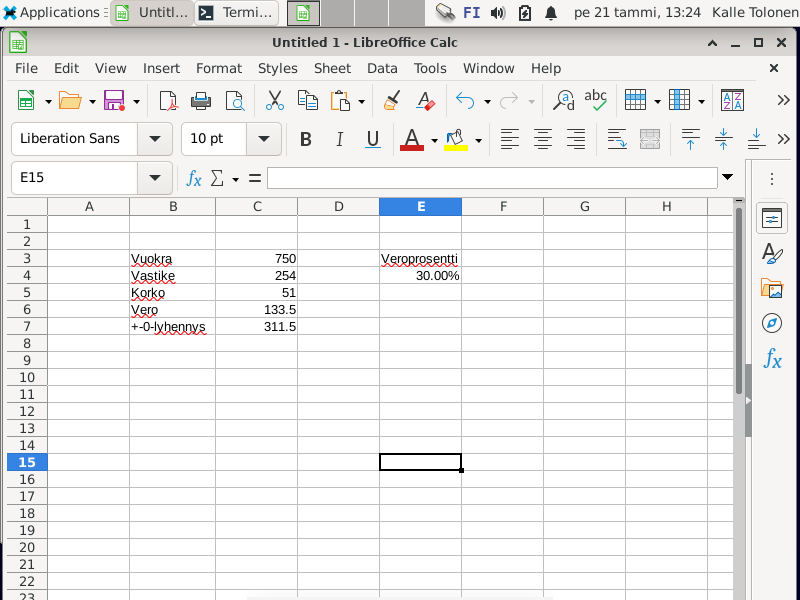 Applications
Untitl...
Termi...
FI
pe 21 tammi, 13:24
Kalle Tolonen
Untitled 1 - LibreOffice Calc
File Edit View Insert Format Styles Sheet Data Tools Window Help
abc
A Z A Z
Liberation Sans
10 pt
B I U A
E15
fx Σ =
A B C D E F G H
1
2
3 Vuokra 750 Veroprosentti
4 Vastike 254 30.00%
5 Korko 51
6 Vero 133.5
7 +-0-lyhennys 311.5
8
9
10
11
12
13
14
15
16
17
18
19
20
21
22
23